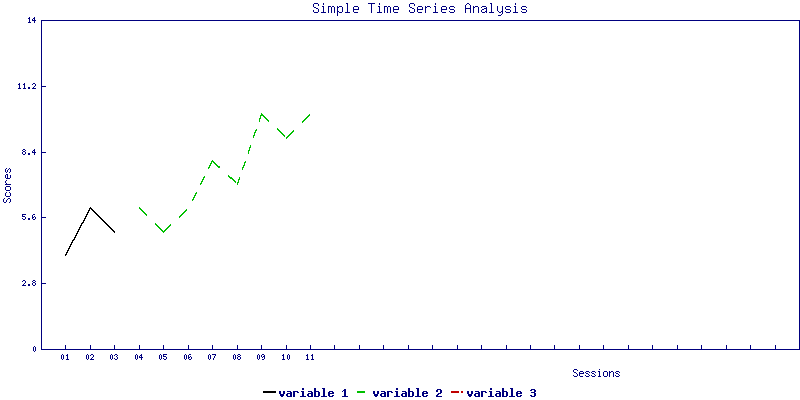 Simple Time Series Analysis
14
11.2
8.4
5.6
2.8
0
Scores
01 02 03 04 05 06 07 08 09 10 11
Sessions
variable 1 variable 2 variable 3